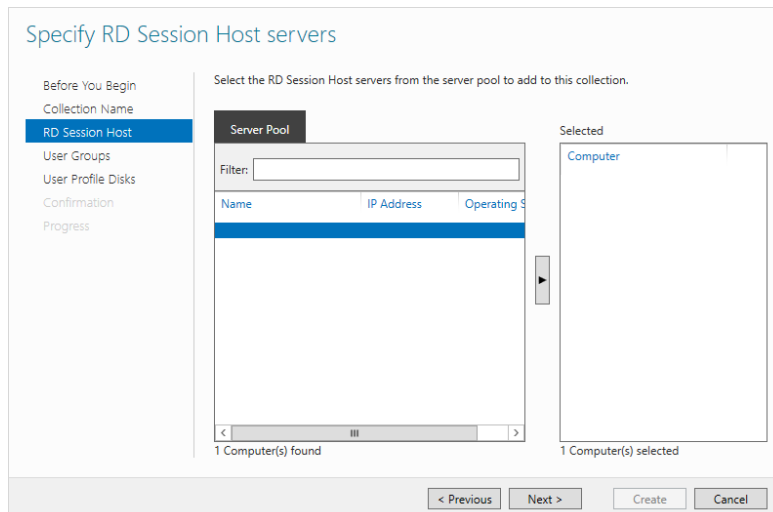 Specify RD Session Host servers
Before You Begin
Collection Name
RD Session Host
User Groups
User Profile Disks
Confirmation
Progress
Select the RD Session Host servers from the server pool to add to this collection.
Server Pool
Filter:
Name IP Address Operating S
1 Computer(s) found
Selected
Computer
1 Computer(s) selected
< Previous Next > Create Cancel